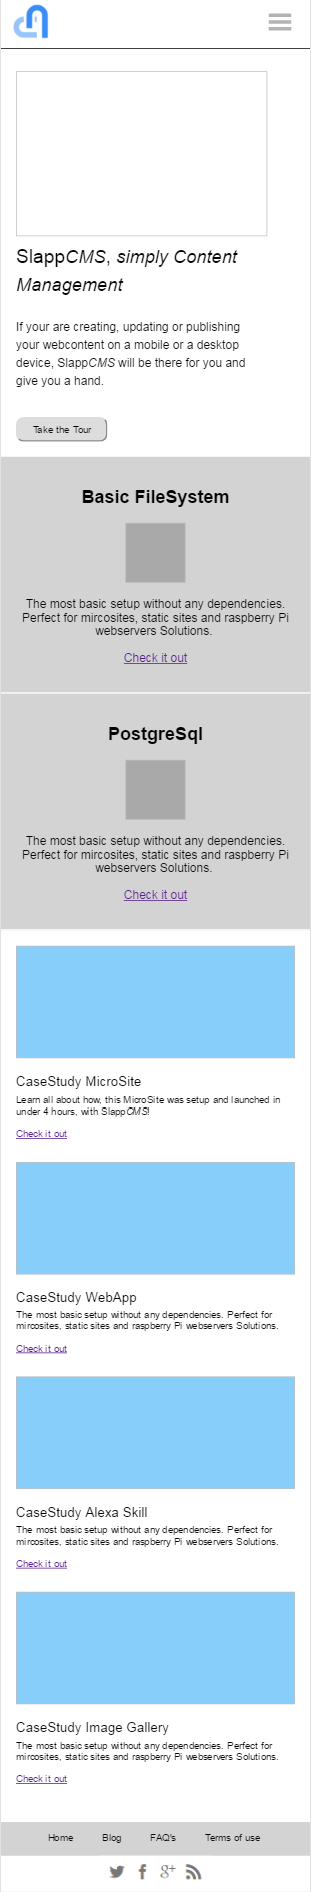 SlappCMS, simply Content
Management
If your are creating, updating or publishing
your webcontent on a mobile or a desktop
device, SlappCMS will be there for you and
give you a hand.
Take the Tour
Basic FileSystem
The most basic setup without any dependencies.
Perfect for mircosites, static sites and raspberry Pi
webservers Solutions.
Check it out
PostgreSql
The most basic setup without any dependencies.
Perfect for mircosites, static sites and raspberry Pi
webservers Solutions.
Check it out
CaseStudy MicroSite
Learn all about how, this MicroSite was setup and launched in
under 4 hours, with SlappCMS!
Check it out
CaseStudy WebApp
The most basic setup without any dependencies. Perfect for
mircosites, static sites and raspberry Pi webservers Solutions.
Check it out
CaseStudy Alexa Skill
The most basic setup without any dependencies. Perfect for
mircosites, static sites and raspberry Pi webservers Solutions.
Check it out
CaseStudy Image Gallery
The most basic setup without any dependencies. Perfect for
mircosites, static sites and raspberry Pi webservers Solutions.
Check it out
Home Blog FAQ's Terms of use